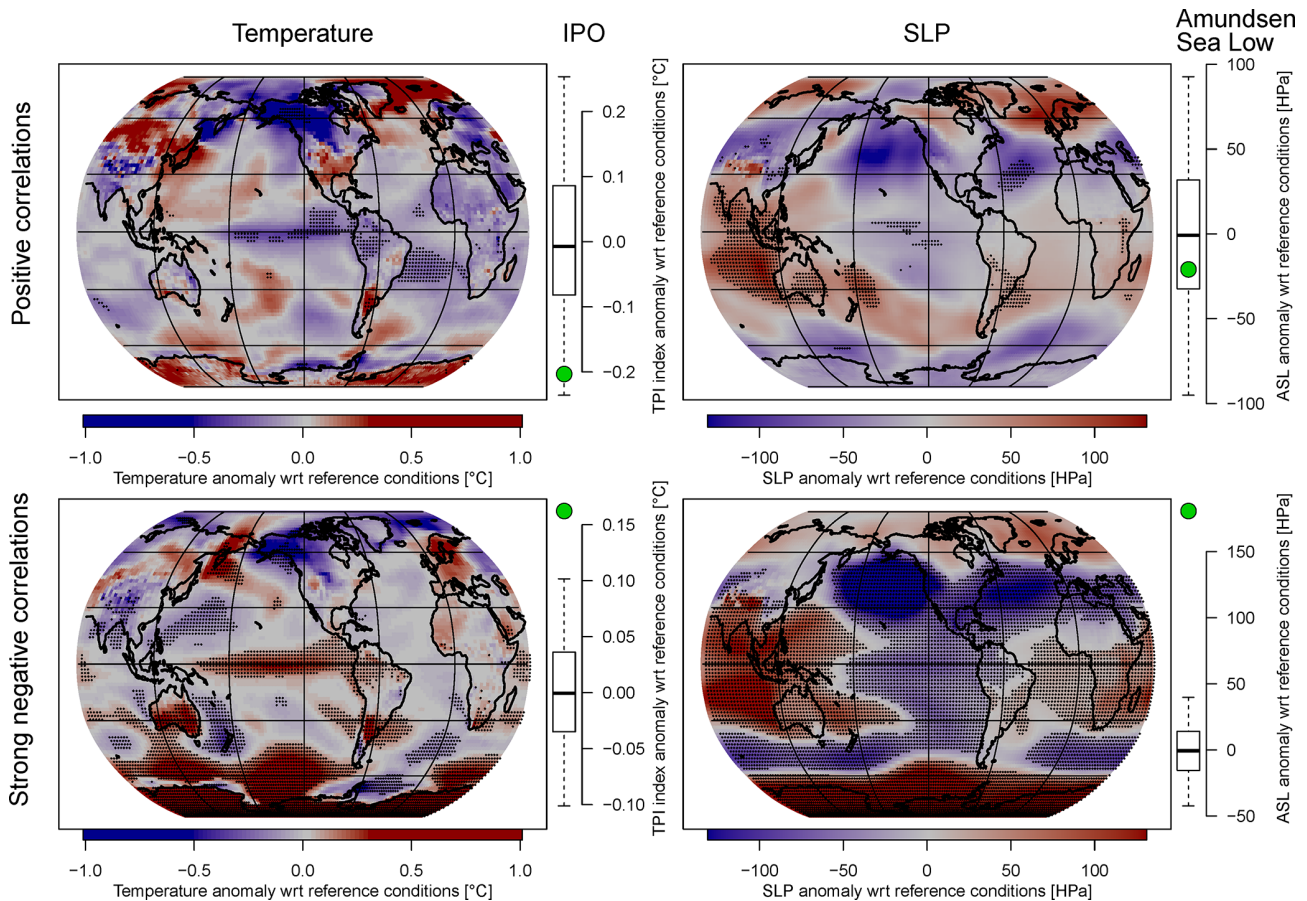 Temperature
IPO
SLP
Amundsen
Sea Low
Positive correlations
0.2
0.1
0.0
−0.1
−0.2
TPI index anomaly wrt reference conditions [°C]
100
50
0
−50
−100
ASL anomaly wrt reference conditions [HPa]
−1.0 −0.5 0.0 0.5 1.0
Temperature anomaly wrt reference conditions [°C]
−100 −50 0 50 100
SLP anomaly wrt reference conditions [HPa]
Strong negative correlations
0.15
0.10
0.05
0.00
−0.05
−0.10
TPI index anomaly wrt reference conditions [°C]
150
100
50
0
−50
ASL anomaly wrt reference conditions [HPa]
−1.0 −0.5 0.0 0.5 1.0
Temperature anomaly wrt reference conditions [°C]
−100 −50 0 50 100
SLP anomaly wrt reference conditions [HPa]